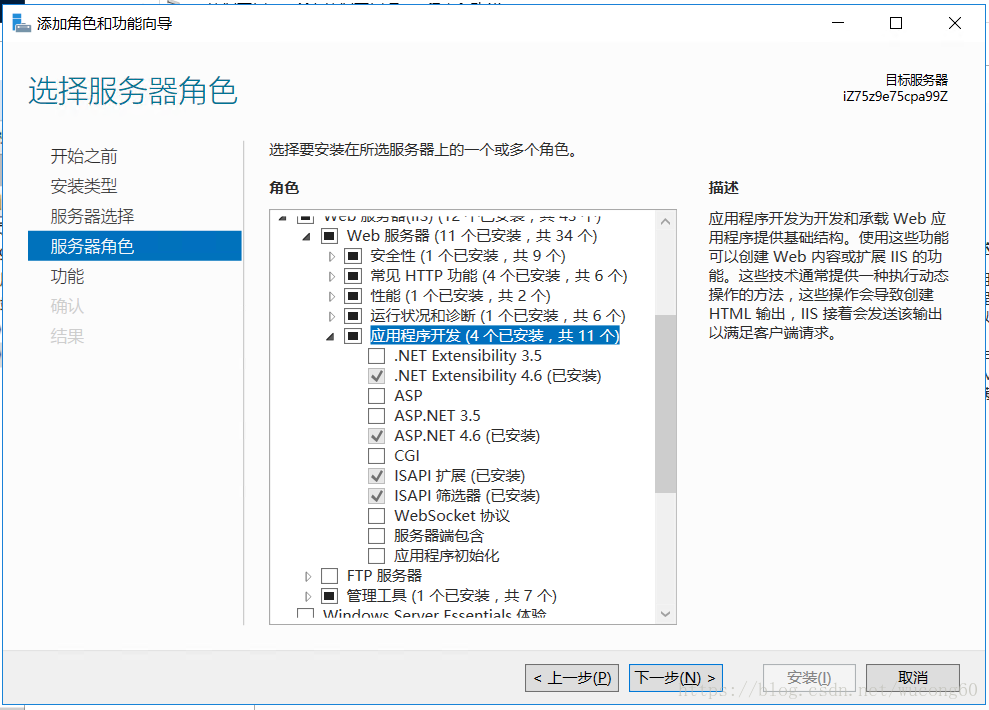 添加角色和功能向导
选择服务器角色
目标服务器
iZ75z9e75cpa99Z
开始之前
安装类型
服务器选择
服务器角色
功能
确认
结果
选择要安装在所选服务器上的一个或多个角色。
角色
Web 服务器(IIS) (12 个已安装，共 43 个)
Web 服务器 (11 个已安装，共 34 个)
安全性 (1 个已安装，共 9 个)
常见 HTTP 功能 (4 个已安装，共 6 个)
性能 (1 个已安装，共 2 个)
运行状况和诊断 (1 个已安装，共 6 个)
应用程序开发 (4 个已安装，共 11 个)
.NET Extensibility 3.5
.NET Extensibility 4.6 (已安装)
ASP
ASP.NET 3.5
ASP.NET 4.6 (已安装)
CGI
ISAPI 扩展 (已安装)
ISAPI 筛选器 (已安装)
WebSocket 协议
服务器端包含
应用程序初始化
FTP 服务器
管理工具 (1 个已安装，共 7 个)
Windows Server Essentials 体验
描述
应用程序开发为开发和承载 Web 应
用程序提供基础结构。使用这些功能
可以创建 Web 内容或扩展 IIS 的功
能。这些技术通常提供一种执行动态
操作的方法，这些操作会导致创建
HTML 输出，IIS 接着会发送该输出
以满足客户端请求。
< 上一步(P)
下一步(N) >
安装(I)
取消
https://blog.csdn.net/wucong60